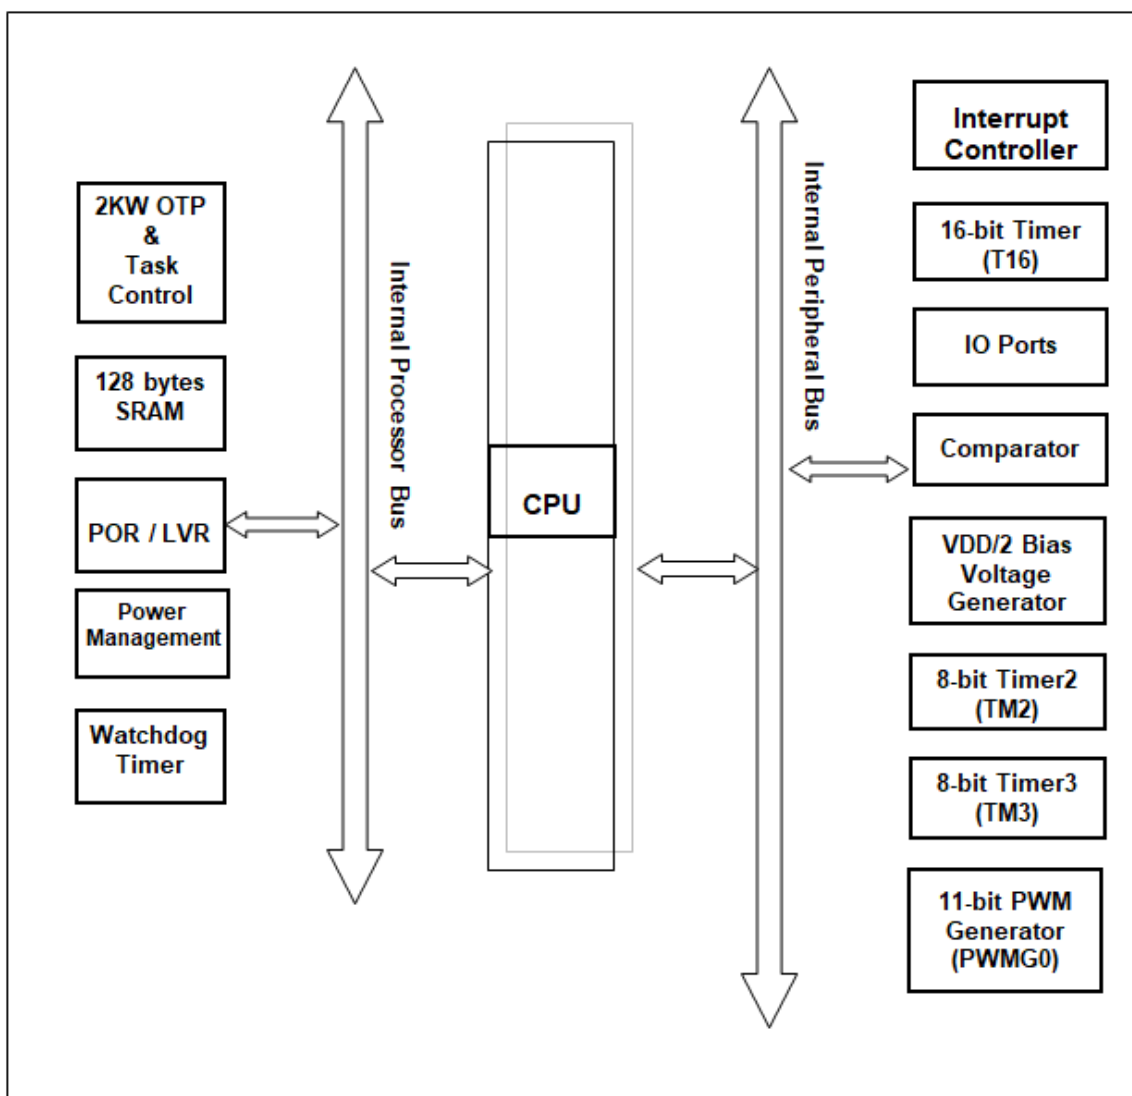 2KW OTP
&
Task
Control
128 bytes
SRAM
POR / LVR
Power
Management
Watchdog
Timer
Internal Processor Bus
CPU
Internal Peripheral Bus
Interrupt
Controller
16-bit Timer
(T16)
IO Ports
Comparator
VDD/2 Bias
Voltage
Generator
8-bit Timer2
(TM2)
8-bit Timer3
(TM3)
11-bit PWM
Generator
(PWMG0)